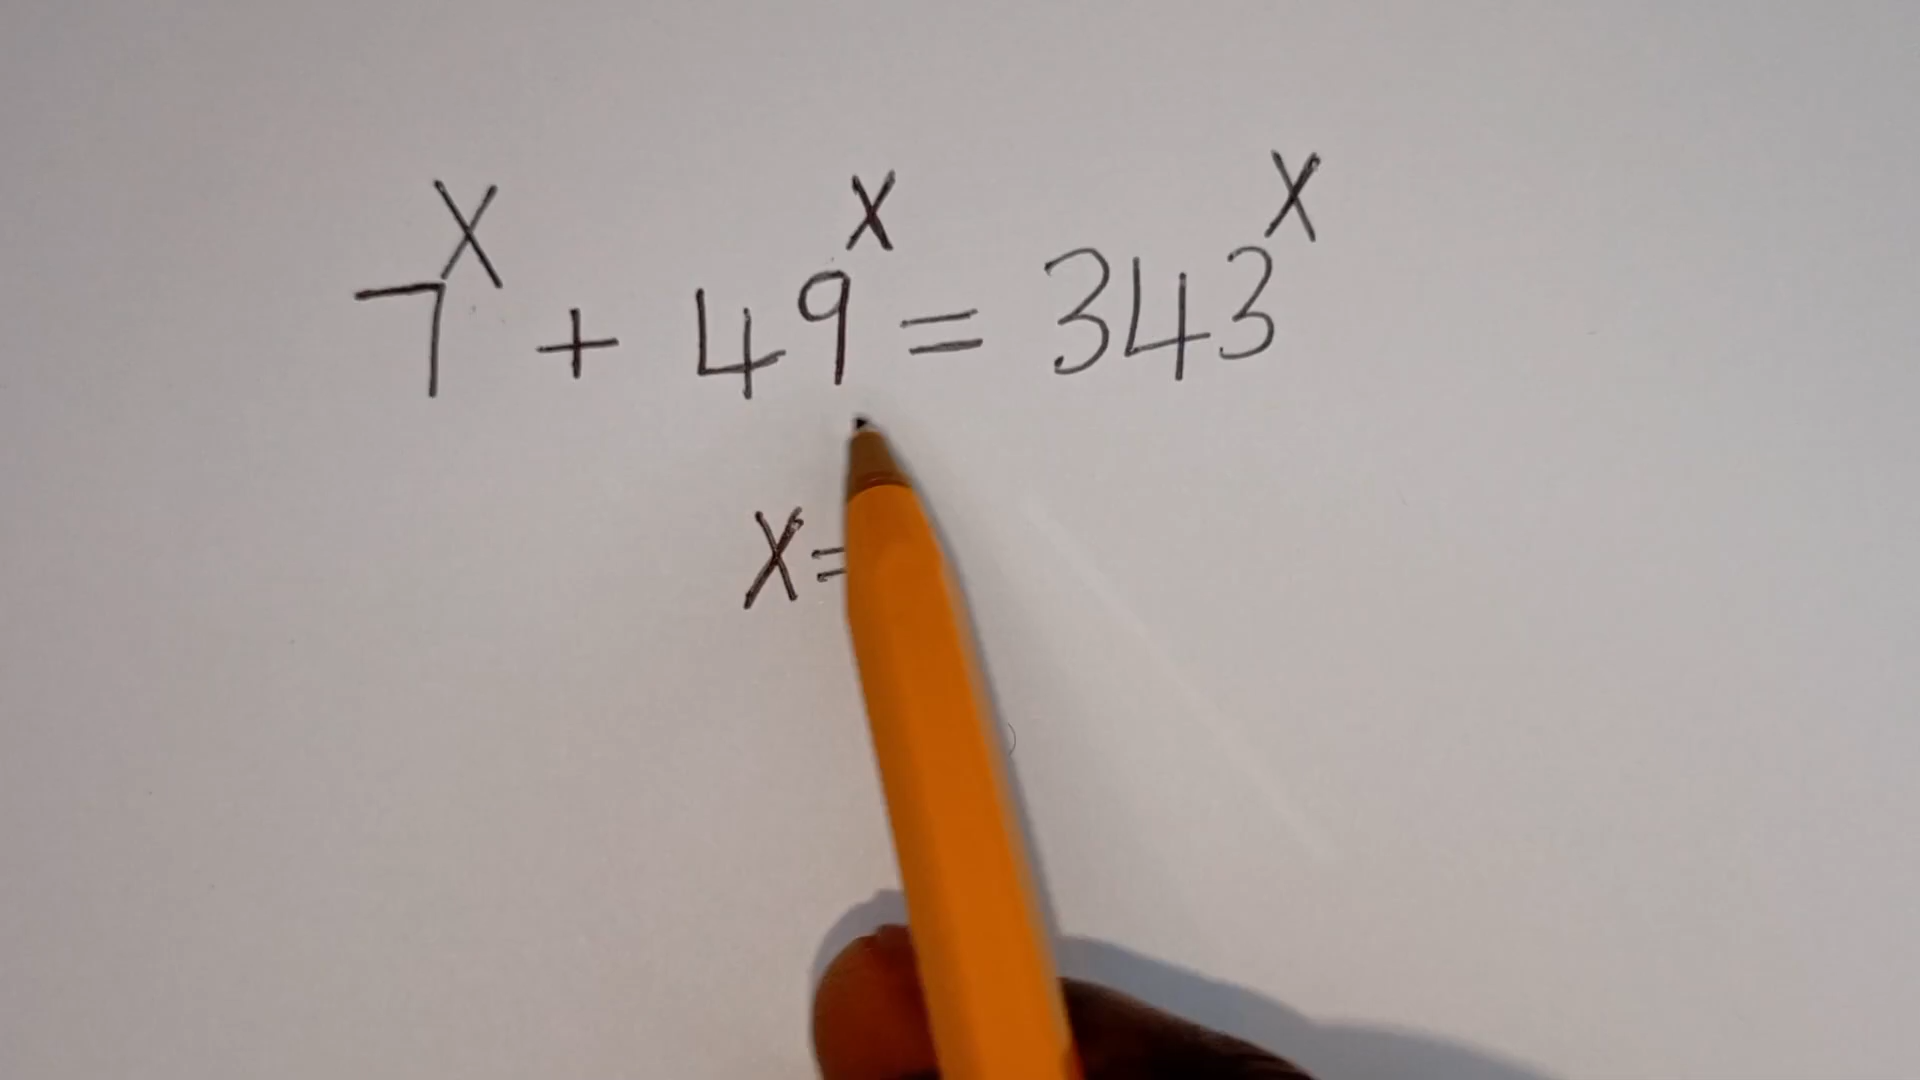 7^x + 49^x = 343^x
x=